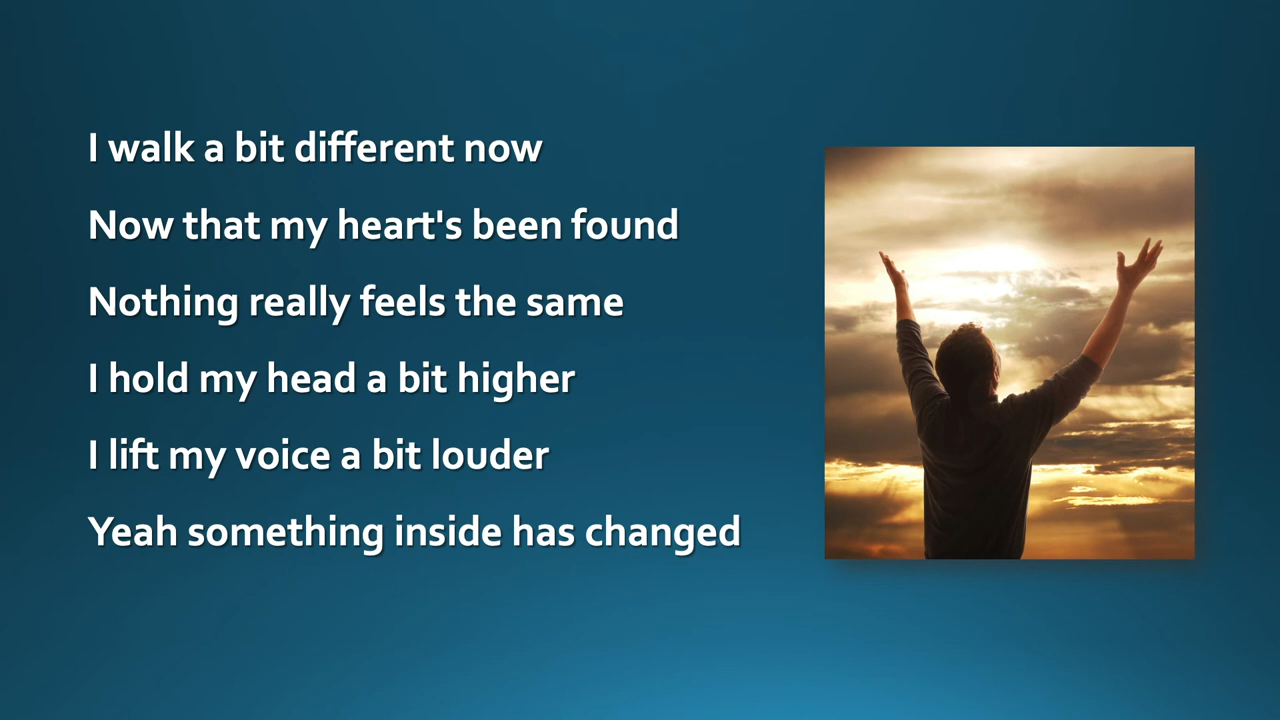 I walk a bit different now
Now that my heart's been found
Nothing really feels the same
I hold my head a bit higher
I lift my voice a bit louder
Yeah something inside has changed